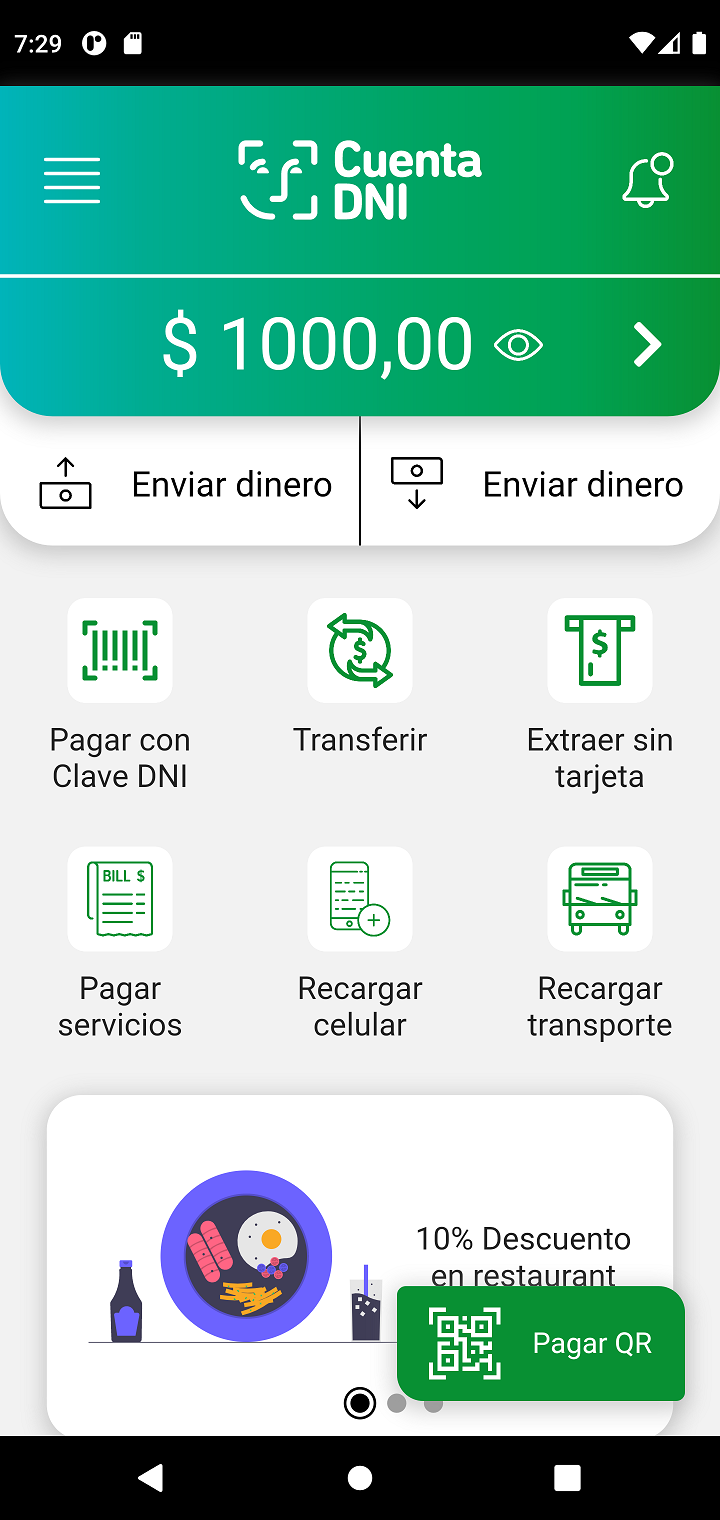 7:29
Cuenta
DNI
$ 1000,00
Enviar dinero
Enviar dinero
Pagar con
Clave DNI
Transferir
Extraer sin
tarjeta
BILL $
Pagar
servicios
Recargar
celular
Recargar
transporte
10% Descuento
en restaurant
Pagar QR